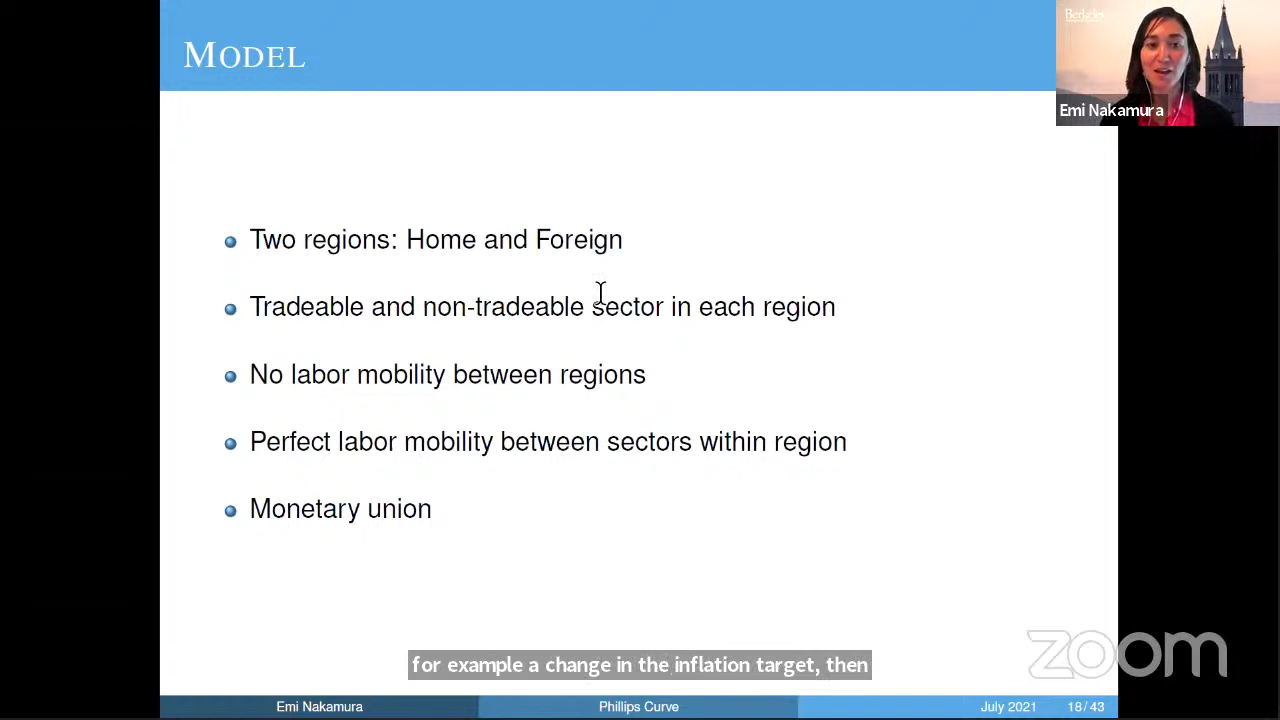 MODEL
Berkeley
Emi Nakamura
Two regions: Home and Foreign
Tradeable and non-tradeable sector in each region
No labor mobility between regions
Perfect labor mobility between sectors within region
Monetary union
for example a change in the inflation target, then
zoom
Emi Nakamura
Phillips Curve
July 2021
18/43